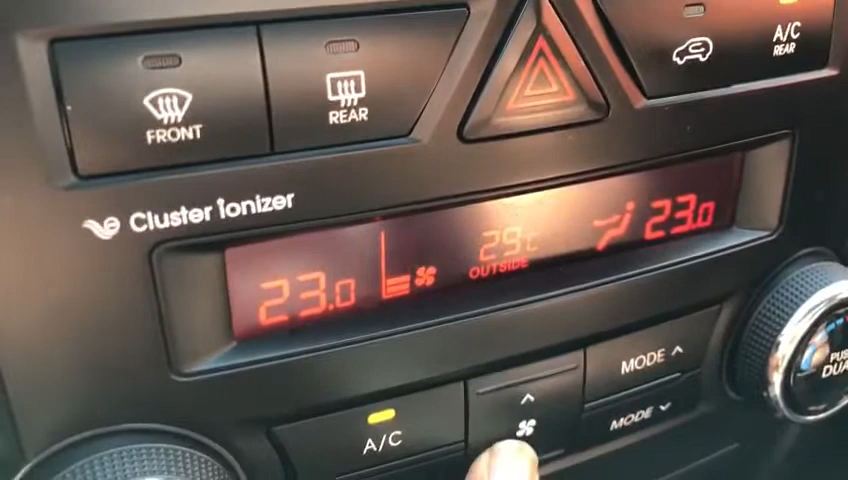 FRONT
REAR
A/C
REAR
Cluster ionizer
23.0
29°C
OUTSIDE
23.0
A/C
MODE
MODE
PUSH
DUAL